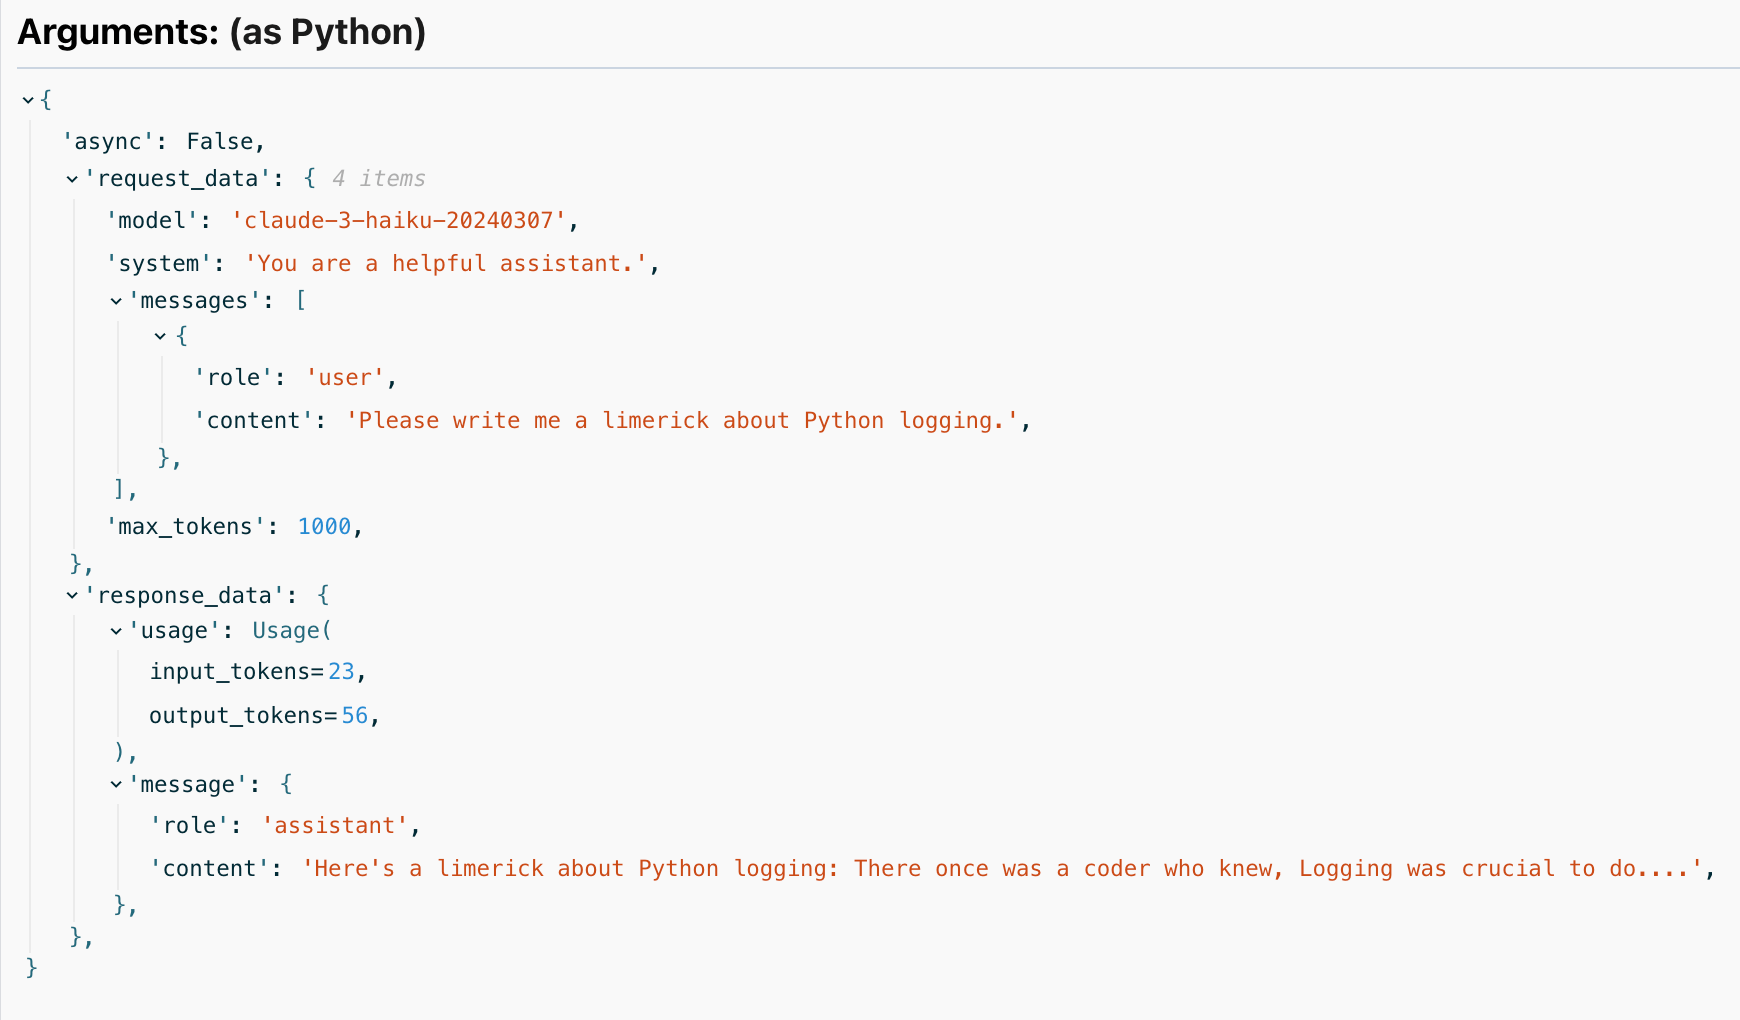 Arguments: (as Python)
{
'async': False,
'request_data': { 4 items
'model': 'claude-3-haiku-20240307',
'system': 'You are a helpful assistant.',
'messages': [
{
'role': 'user',
'content': 'Please write me a limerick about Python logging.',
},
],
'max_tokens': 1000,
},
'response_data': {
'usage': Usage(
input_tokens=23,
output_tokens=56,
),
'message': {
'role': 'assistant',
'content': 'Here's a limerick about Python logging: There once was a coder who knew, Logging was crucial to do....',
},
},
}